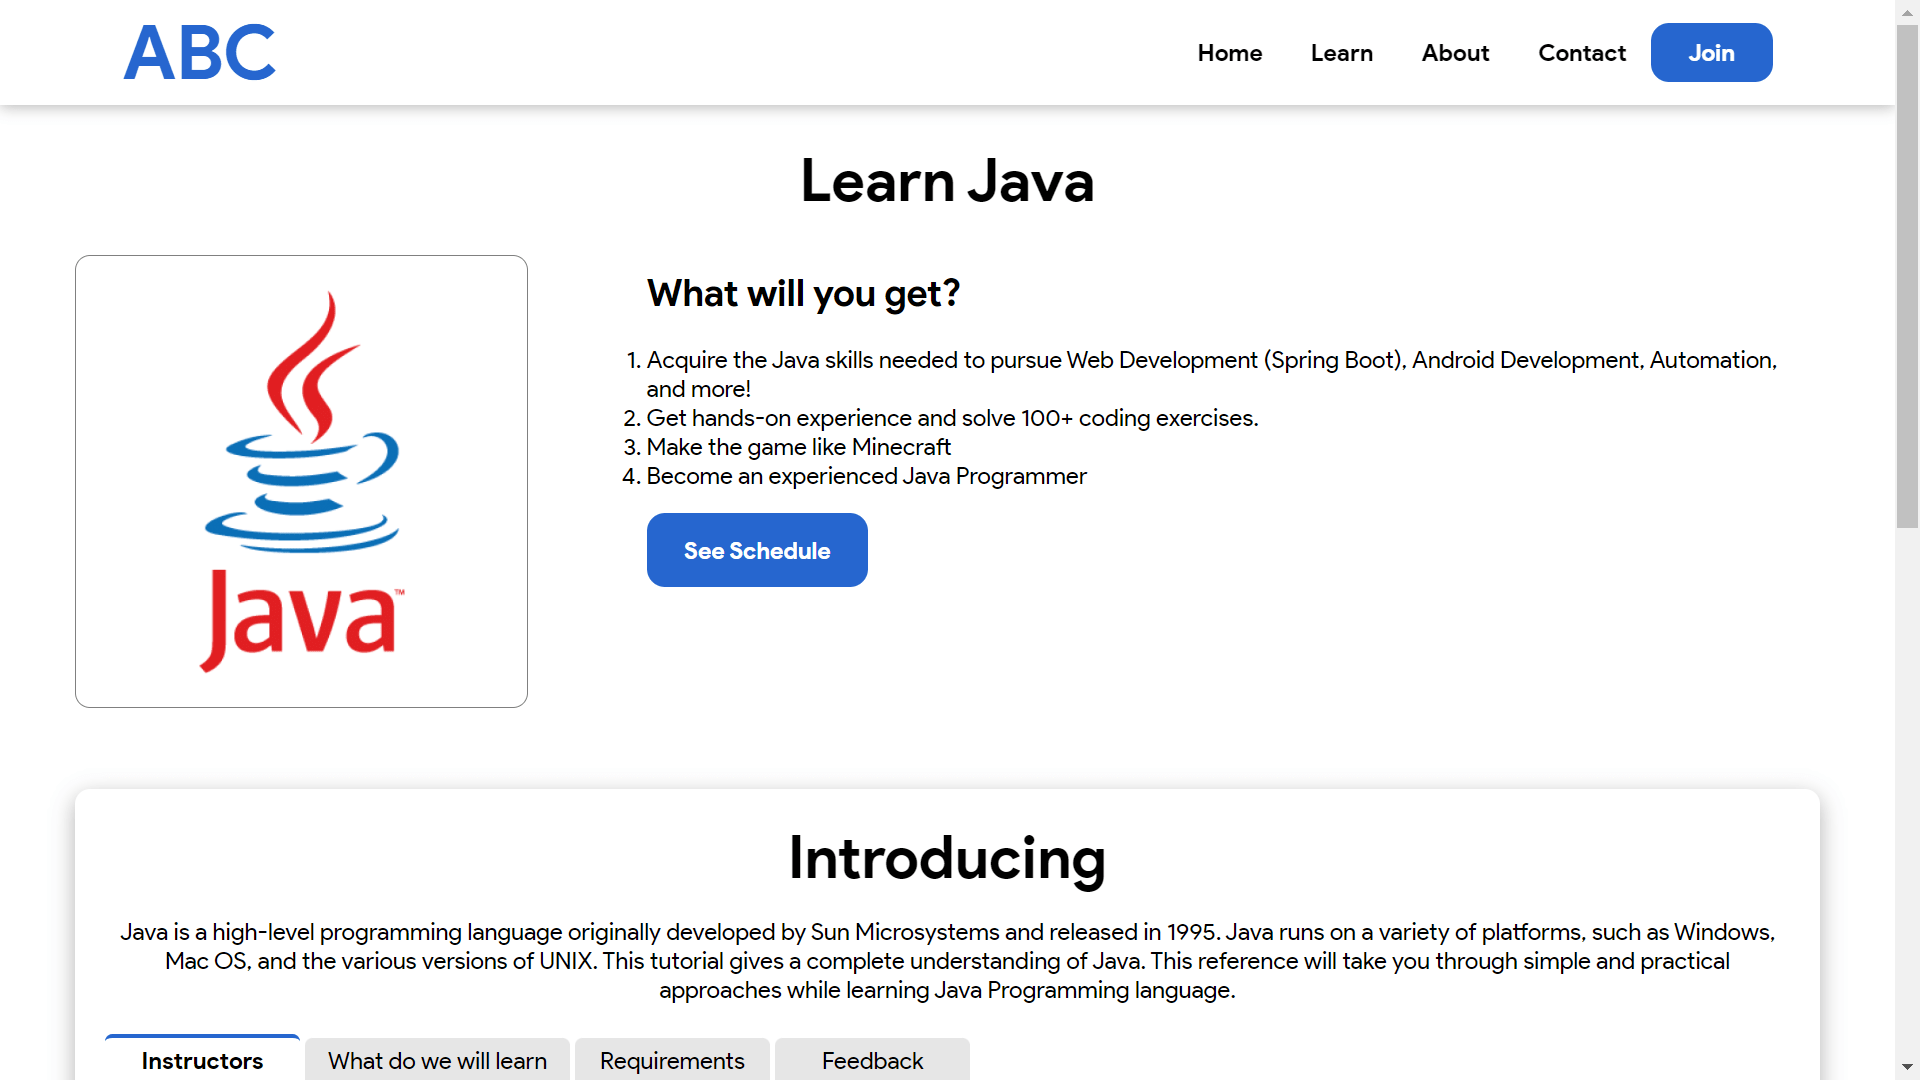 ABC
Home Learn About Contact Join
Learn Java
What will you get?
1. Acquire the Java skills needed to pursue Web Development (Spring Boot), Android Development, Automation,
and more!
2. Get hands-on experience and solve 100+ coding exercises.
3. Make the game like Minecraft
4. Become an experienced Java Programmer
See Schedule
Java™
Introducing
Java is a high-level programming language originally developed by Sun Microsystems and released in 1995. Java runs on a variety of platforms, such as Windows,
Mac OS, and the various versions of UNIX. This tutorial gives a complete understanding of Java. This reference will take you through simple and practical
approaches while learning Java Programming language.
Instructors What do we will learn Requirements Feedback